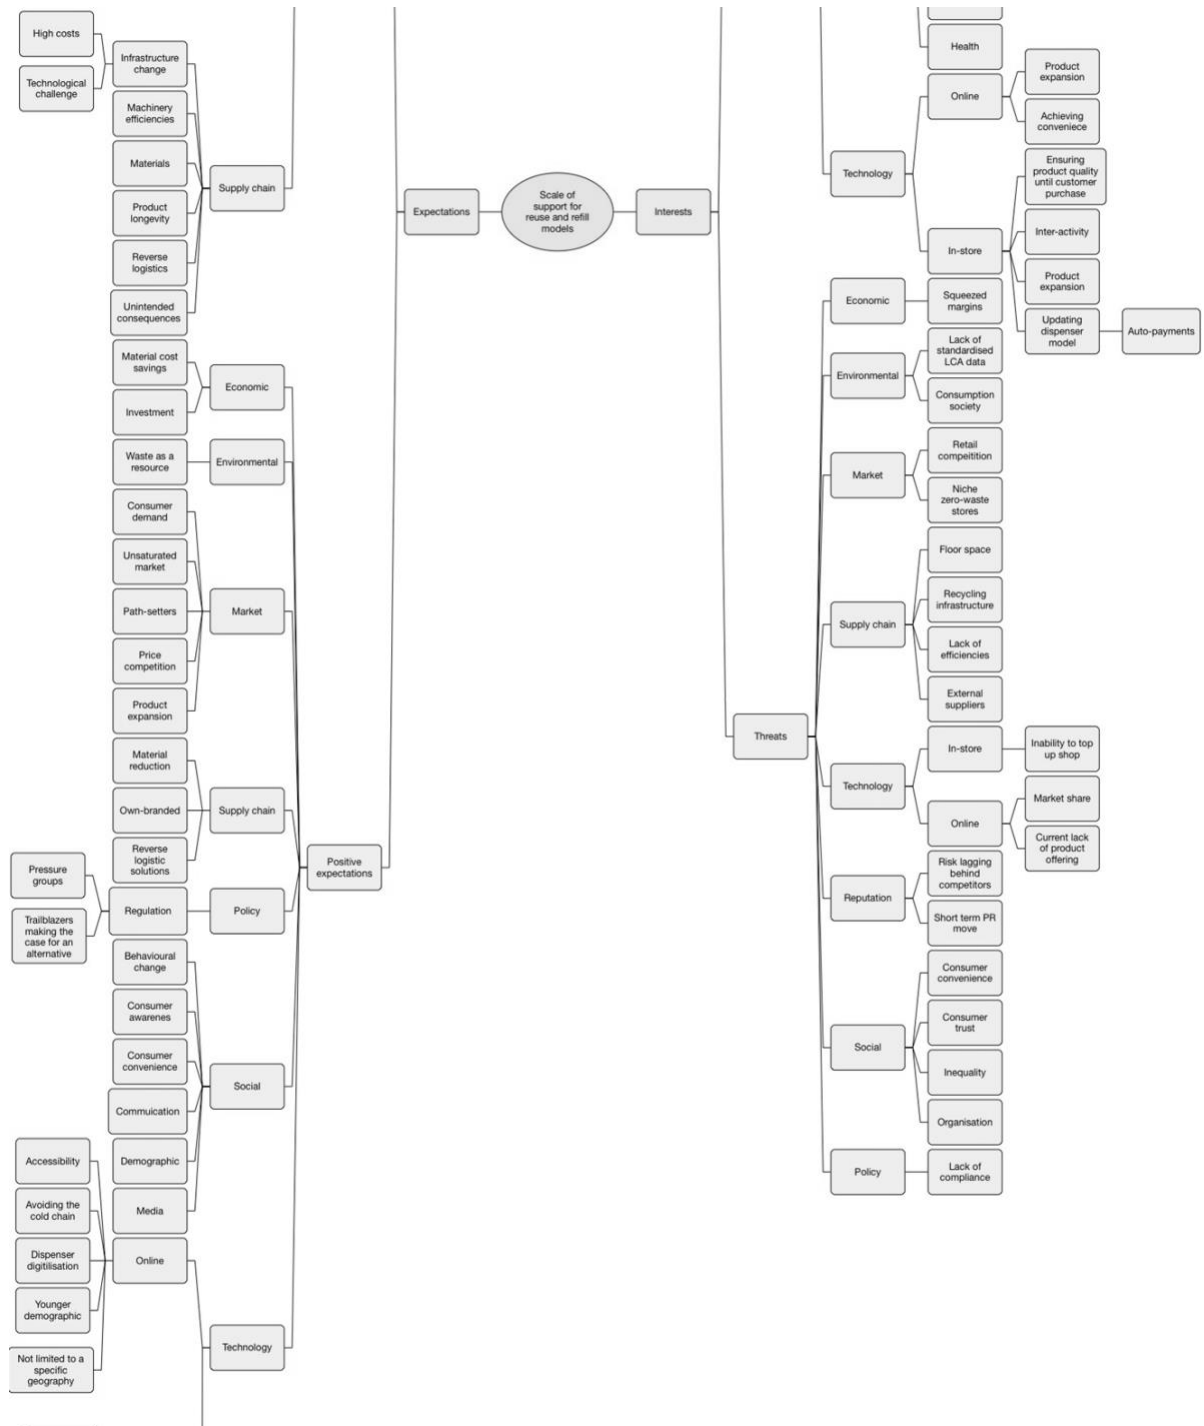 High costs
Technological
challenge
Infrastructure
change
Machinery
efficiencies
Materials
Product
longevity
Reverse
logistics
Unintended
consequences
Supply chain
Material cost
savings
Investment
Economic
Waste as a
resource
Environmental
Consumer
demand
Unsaturated
market
Path-setters
Price
competition
Product
expansion
Market
Material
reduction
Own-branded
Reverse
logistic
solutions
Supply chain
Pressure
groups
Trailblazers
making the
case for an
alternative
Regulation
Policy
Behavioural
change
Consumer
awarenes
Consumer
convenience
Commuication
Demographic
Media
Social
Accessibility
Avoiding the
cold chain
Dispenser
digitilisation
Younger
demographic
Not limited to a
specific
geography
Online
Technology
Positive
expectations
Expectations
Scale of
support for
reuse and refill
models
Interests
Health
Technology
Online
Product
expansion
Achieving
conveniece
In-store
Ensuring
product quality
until customer
purchase
Inter-activity
Product
expansion
Updating
dispenser
model
Auto-payments
Threats
Economic
Squeezed
margins
Environmental
Lack of
standardised
LCA data
Consumption
society
Market
Retail
compeitition
Niche
zero-waste
stores
Supply chain
Floor space
Recycling
infrastructure
Lack of
efficiencies
External
suppliers
Technology
In-store
Inability to top
up shop
Online
Market share
Current lack
of product
offering
Reputation
Risk lagging
behind
competitors
Short term PR
move
Social
Consumer
convenience
Consumer
trust
Inequality
Organisation
Policy
Lack of
compliance